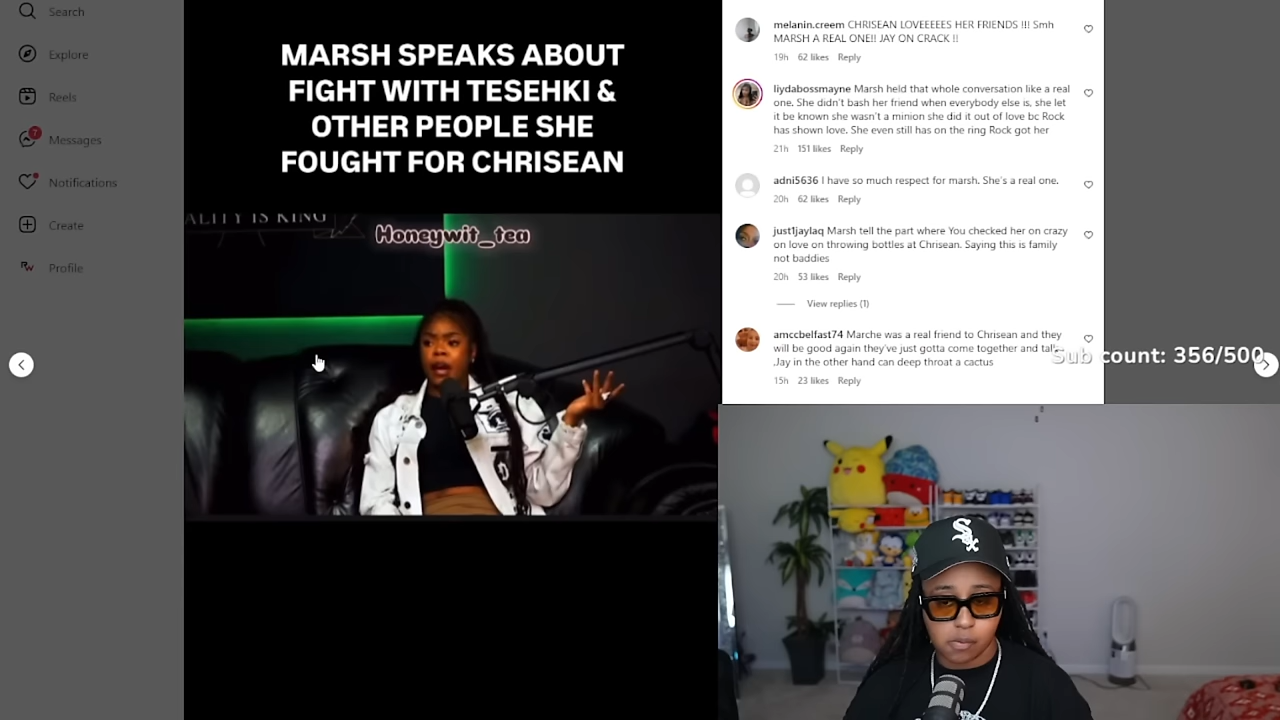 Search
Explore
Reels
7
Messages
Notifications
Create
Profile
MARSH SPEAKS ABOUT
FIGHT WITH TESEHKI &
OTHER PEOPLE SHE
FOUGHT FOR CHRISEAN
ALITY IS KING
Honeywit_tea
melanin.creem CHRISEAN LOVEEEEES HER FRIENDS !!! Smh
MARSH A REAL ONE!! JAY ON CRACK !!
19h 62 likes Reply
liydabossmayne Marsh held that whole conversation like a real
one. She didn't bash her friend when everybody else is, she let
it be known she wasn't a minion she did it out of love bc Rock
has shown love. She even still has on the ring Rock got her
21h 151 likes Reply
adni5636 I have so much respect for marsh. She's a real one.
20h 62 likes Reply
just1jaylaq Marsh tell the part where You checked her on crazy
on love on throwing bottles at Chrisean. Saying this is family
not baddies
20h 53 likes Reply
View replies (1)
amccbelfast74 Marche was a real friend to Chrisean and they
will be good again they've just gotta come together and talk
.Jay in the other hand can deep throat a cactus
15h 23 likes Reply
Sub count: 356/500
Sox